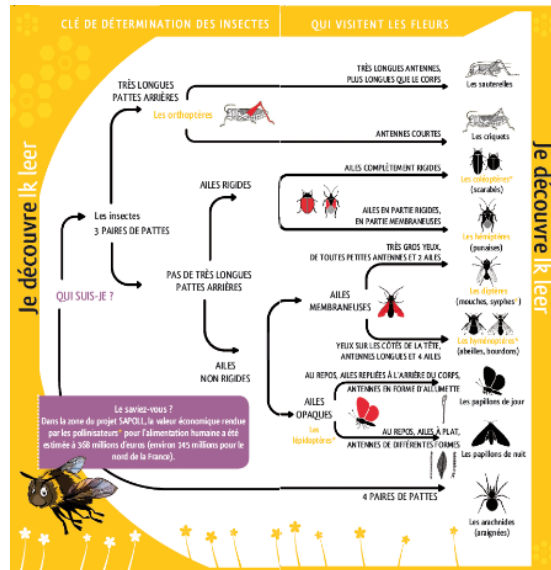 CLÉ DE DÉTERMINATION DES INSECTES
QUI VISITENT LES FLEURS
Je découvre Ik leer
Je découvre Ik leer
TRÈS LONGUES
PATTES ARRIÈRES
Les orthoptères
TRÈS LONGUES ANTENNES,
PLUS LONGUES QUE LE CORPS
Les sauterelles
ANTENNES COURTES
Les criquets
AILES RIGIDES
AILES COMPLÈTEMENT RIGIDES
Les coléoptères*
(scarabés)
Les insectes
3 PAIRES DE PATTES
AILES EN PARTIE RIGIDES,
EN PARTIE MEMBRANEUSES
Les hémiptères
(punaises)
QUI SUIS-JE ?
PAS DE TRÈS LONGUES
PATTES ARRIÈRES
TRÈS GROS YEUX,
DE TOUTES PETITES ANTENNES ET 2 AILES
Les diptères
(mouches, syrphes*)
AILES
MEMBRANEUSES
YEUX SUR LES CÔTÉS DE LA TÊTE,
ANTENNES LONGUES ET 4 AILES
Les hyménoptères*
(abeilles, bourdons)
AILES
NON RIGIDES
AU REPOS, AILES REPLIÉES À L'ARRIÈRE DU CORPS,
ANTENNES EN FORME D'ALLUMETTE
Les papillons de jour
AILES
OPAQUES
Les
lépidoptères*
AU REPOS, AILES À PLAT,
ANTENNES DE DIFFÉRENTES FORMES
Les papillons de nuit
Le saviez-vous ?
Dans la zone du projet SAPOLL, la valeur économique rendue
par les pollinisateurs* pour l'alimentation humaine a été
estimée à 368 millions d'euros (environ 145 millions pour le
nord de la France).
4 PAIRES DE PATTES
Les arachnides
(araignées)